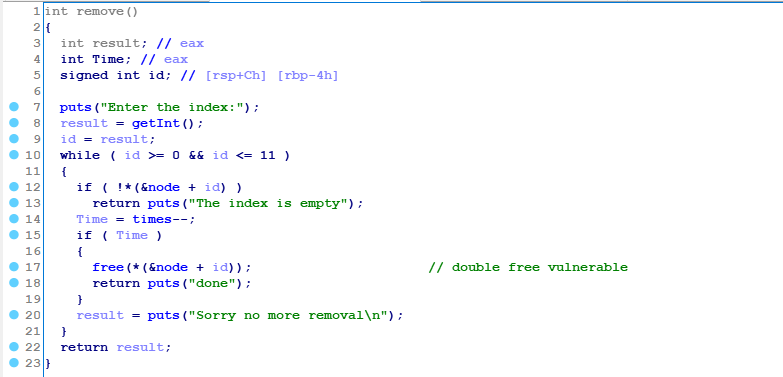 1 int remove()
2 {
3 int result; // eax
4 int Time; // eax
5 signed int id; // [rsp+Ch] [rbp-4h]
6
7 puts("Enter the index:");
8 result = getInt();
9 id = result;
10 while ( id >= 0 && id <= 11 )
11 {
12 if ( !*(&node + id) )
13 return puts("The index is empty");
14 Time = times--;
15 if ( Time )
16 {
17 free(*(&node + id)); // double free vulnerable
18 return puts("done");
19 }
20 result = puts("Sorry no more removal\n");
21 }
22 return result;
23 }